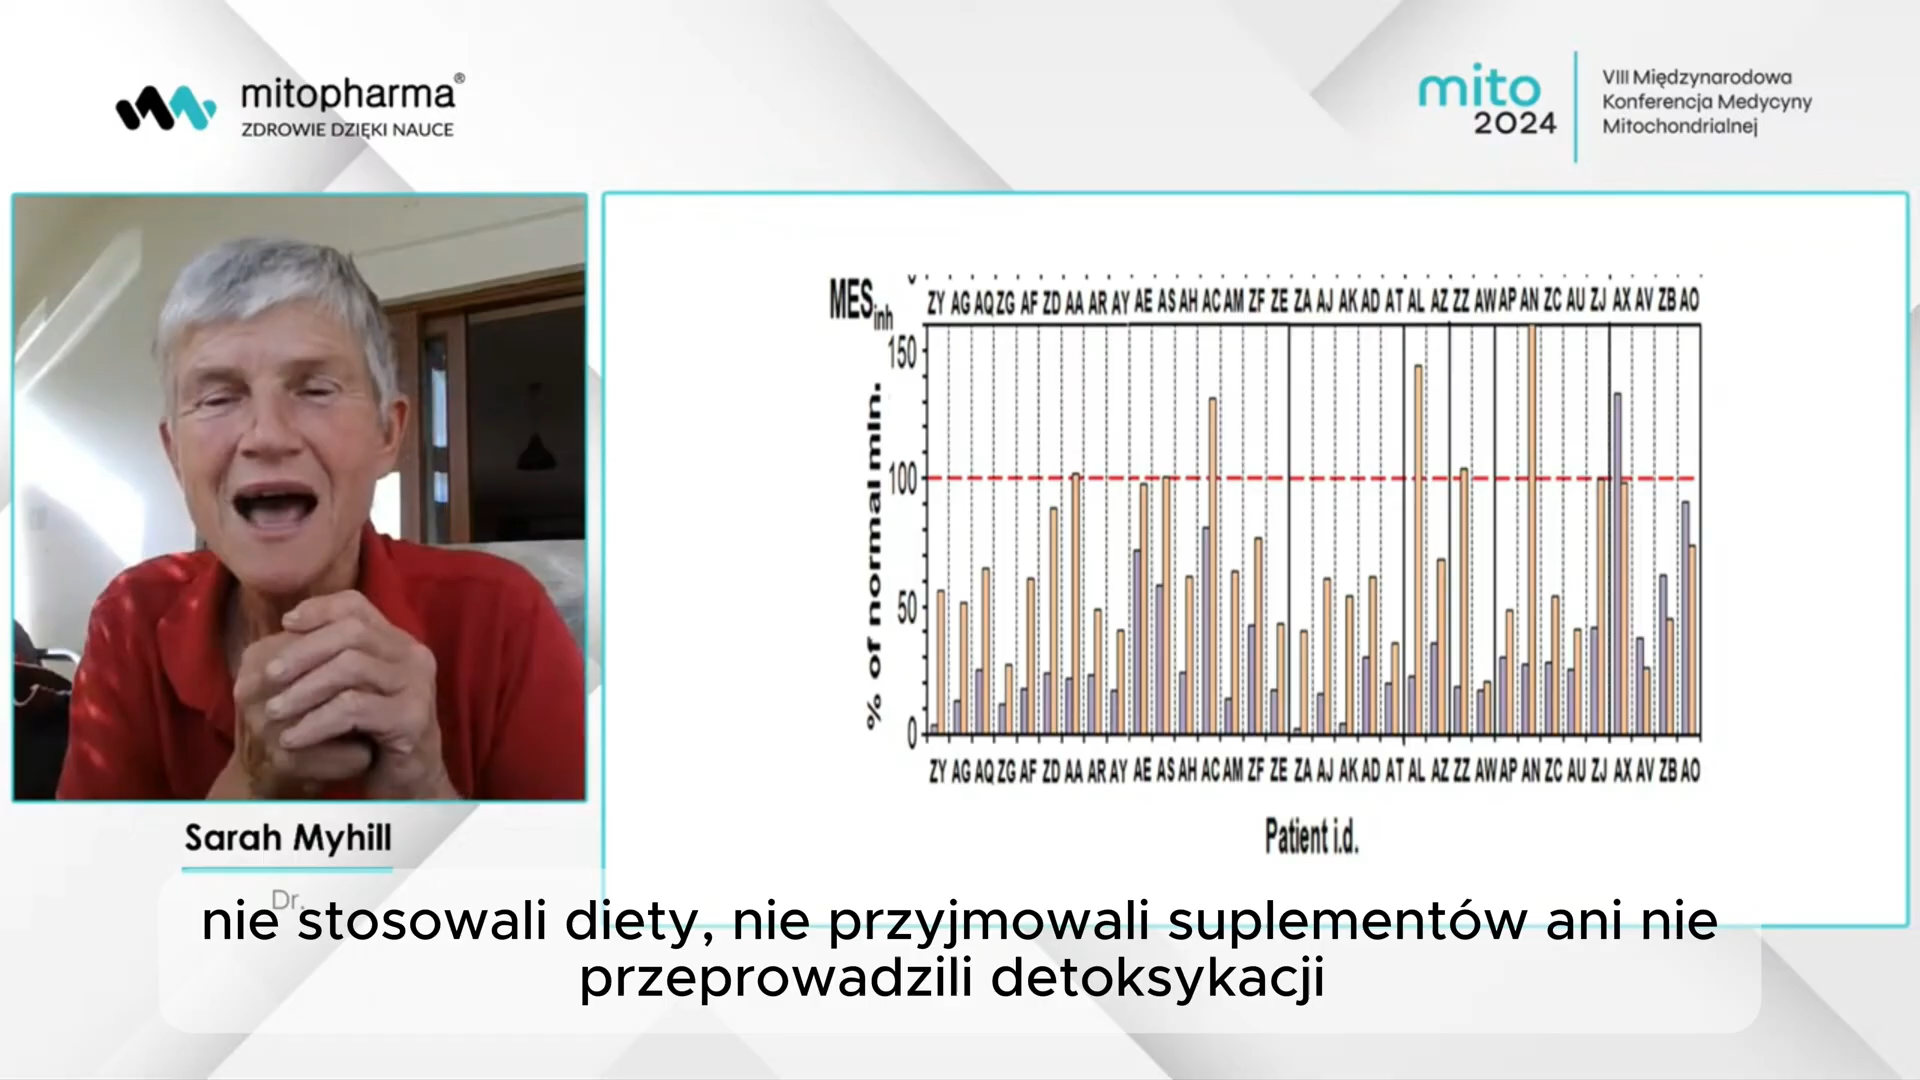 mitopharma®
ZDROWIE DZIĘKI NAUCE
mito
2024
VIII Międzynarodowa
Konferencja Medycyny
Mitochondrialnej
MESinh
ZY AG AQ ZG AF ZD AA AR AY AE AS AH AC AM ZF ZE ZA AJ AK AD AT AL AZ ZZ AW AP AN ZC AU ZJ AX AV ZB AO
% of normal min.
150
100
50
0
ZY AG AQ ZG AF ZD AA AR AY AE AS AH AC AM ZF ZE ZA AJ AK AD AT AL AZ ZZ AW AP AN ZC AU ZJ AX AV ZB AO
Patient i.d.
Sarah Myhill
Dr.
nie stosowali diety, nie przyjmowali suplementów ani nie
przeprowadzili detoksykacji